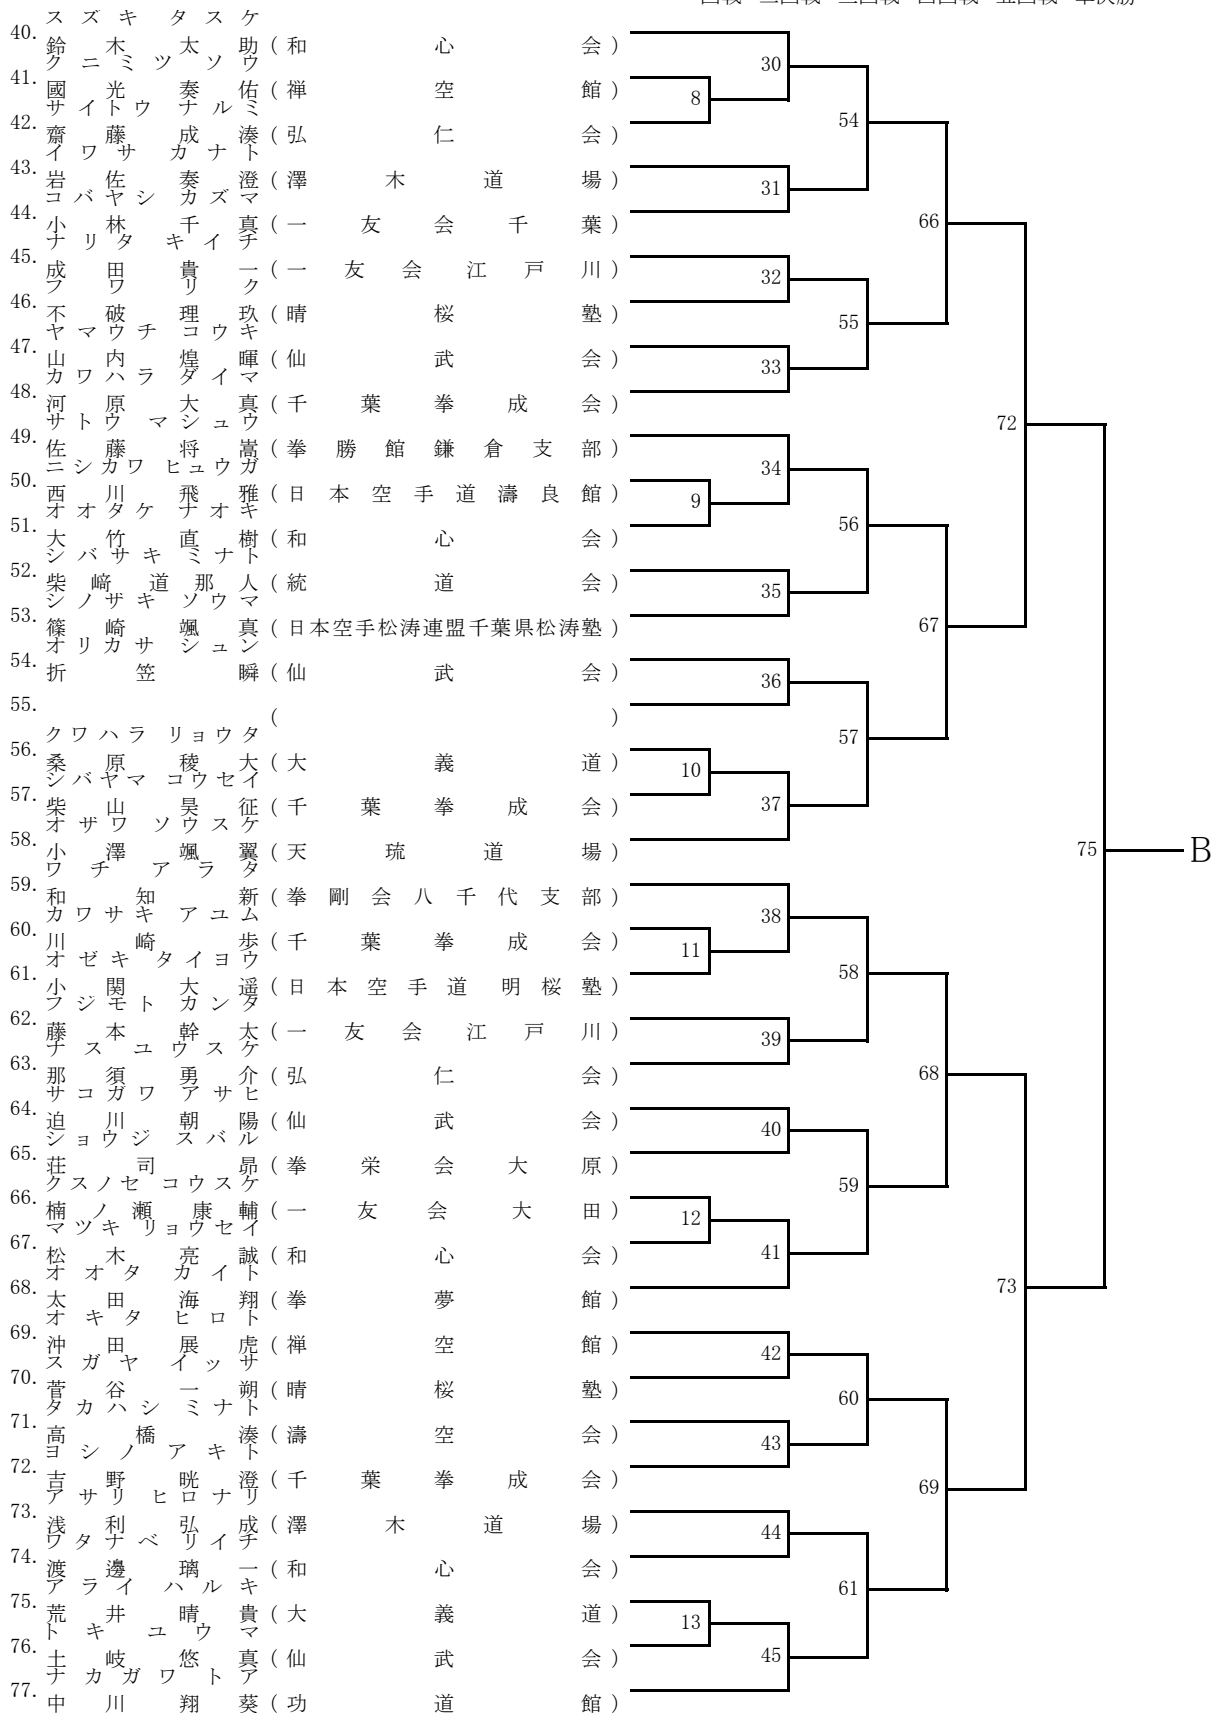 スズキ タスケ
40. 鈴木太助(和心会)
クニミツ ソウ
41. 國光奏佑(禅空館)
サイトウ ナルミ
42. 齋藤成湊(弘仁会)
イワサ カナト
43. 岩佐奏澄(澤木道場)
コバヤシ カズマ
44. 小林千真(一友会千葉)
ナリタ キイチ
45. 成田貴一(一友会江戸川)
フワ リク
46. 不破理玖(晴桜塾)
ヤマウチ コウキ
47. 山内煌暉(仙武会)
カワハラ ダイマ
48. 河原大真(千葉拳成会)
サトウ マシュウ
49. 佐藤将嵩(拳勝館鎌倉支部)
ニシカワ ヒュウガ
50. 西川飛雅(日本空手道濤良館)
オオタケ ナオキ
51. 大竹直樹(和心会)
シバサキ ミナト
52. 柴﨑道那人(統道会)
シノザキ ソウマ
53. 篠崎颯真(日本空手松涛連盟千葉県松涛塾)
オリカサ シュン
54. 折笠瞬(仙武会)
55. ( )
クワハラ リョウタ
56. 桑原稜大(大義道)
シバヤマ コウセイ
57. 柴山昊征(千葉拳成会)
オザワ ソウスケ
58. 小澤颯翼(天琉道場)
ワチ アラタ
59. 和知新(拳剛会八千代支部)
カワサキ アユム
60. 川崎歩(千葉拳成会)
オゼキ タイヨウ
61. 小関大遥(日本空手道 明桜塾)
フジモト カンタ
62. 藤本幹太(一友会江戸川)
ナス ユウスケ
63. 那須勇介(弘仁会)
サコガワ アサヒ
64. 迫川朝陽(仙武会)
ショウジ スバル
65. 荘司昴(拳栄会大原)
クスノセ コウスケ
66. 楠ノ瀬康輔(一友会大田)
マツキ リョウセイ
67. 松木亮誠(和心会)
オオタ カイト
68. 太田海翔(拳夢館)
オキタ ヒロト
69. 沖田展虎(禅空館)
スガヤ イッサ
70. 菅谷一朔(晴桜塾)
タカハシ ミナト
71. 高橋湊(濤空会)
ヨシノ アキト
72. 吉野晄澄(千葉拳成会)
アサリ ヒロナリ
73. 浅利弘成(澤木道場)
ワタナベ リイチ
74. 渡邊璃一(和心会)
アライ ハルキ
75. 荒井晴貴(大義道)
トキ ユウマ
76. 土岐悠真(仙武会)
ナカガワ トア
77. 中川翔葵(功道館)
30
8
54
31
66
32
55
33
72
34
9
56
35
67
36
57
10
37
75
B
38
11
58
39
68
40
59
12
41
73
42
60
43
69
44
61
13
45